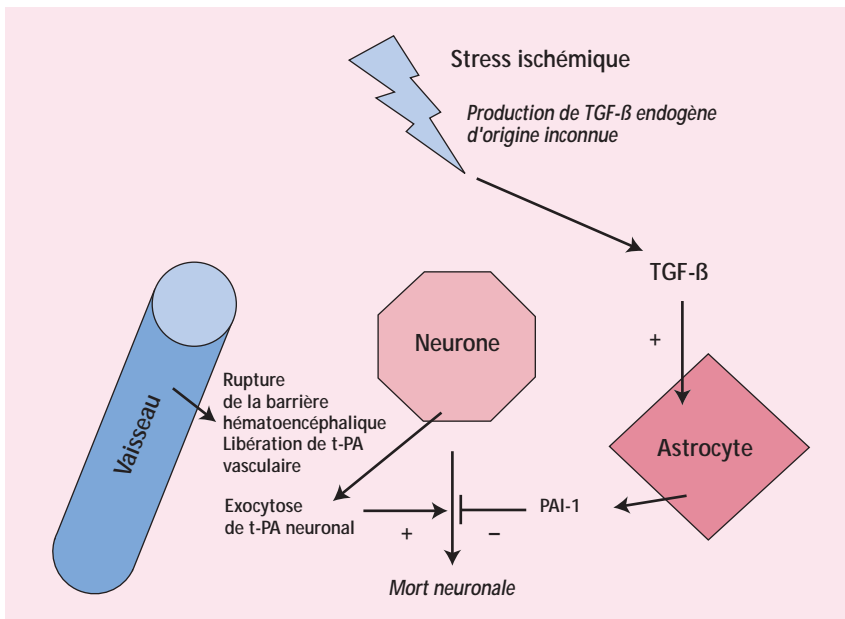 Stress ischémique
Production de TGF-ß endogène
d'origine inconnue
TGF-ß
+
Neurone
Astrocyte
Vaisseau
Rupture
de la barrière
hématoencéphalique
Libération de t-PA
vasculaire
Exocytose
de t-PA neuronal
+
−
PAI-1
Mort neuronale